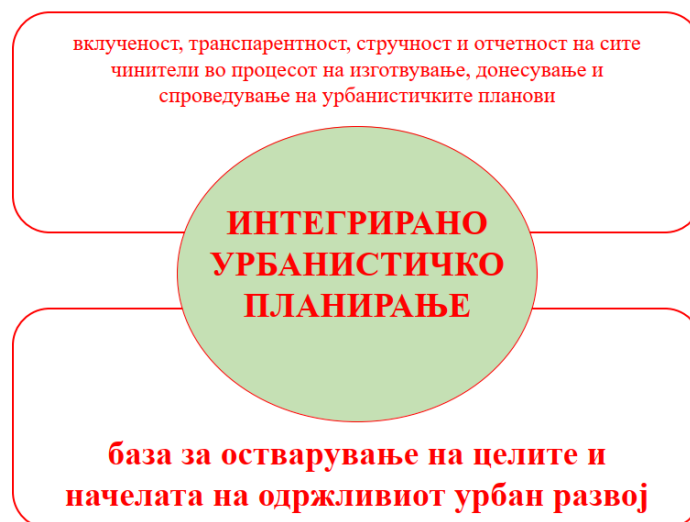 вклученост, транспарентност, стручност и отчетност на сите
чинители во процесот на изготвување, донесување и
спроведување на урбанистичките планови
ИНТЕГРИРАНО
УРБАНИСТИЧКО
ПЛАНИРАЊЕ
база за остварување на целите и
начелата на одржливиот урбан развој